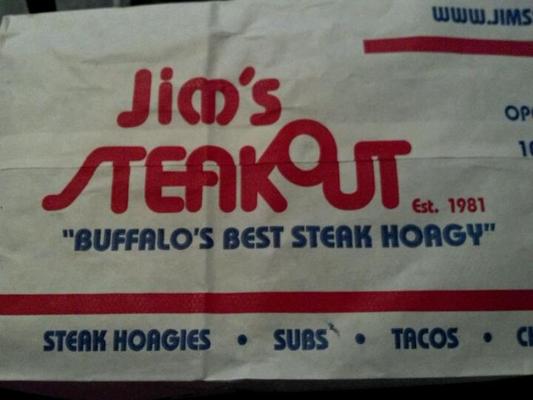 WWW.JIMS
Jim's
STEAKOUT
Est. 1981
"BUFFALO'S BEST STEAK HOAGY"
STEAK HOAGIES • SUBS • TACOS •